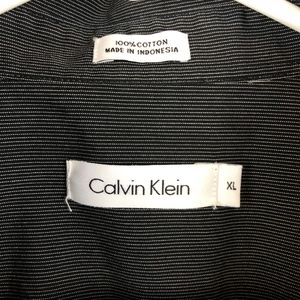 100% COTTON
MADE IN INDONESIA
Calvin Klein
XL